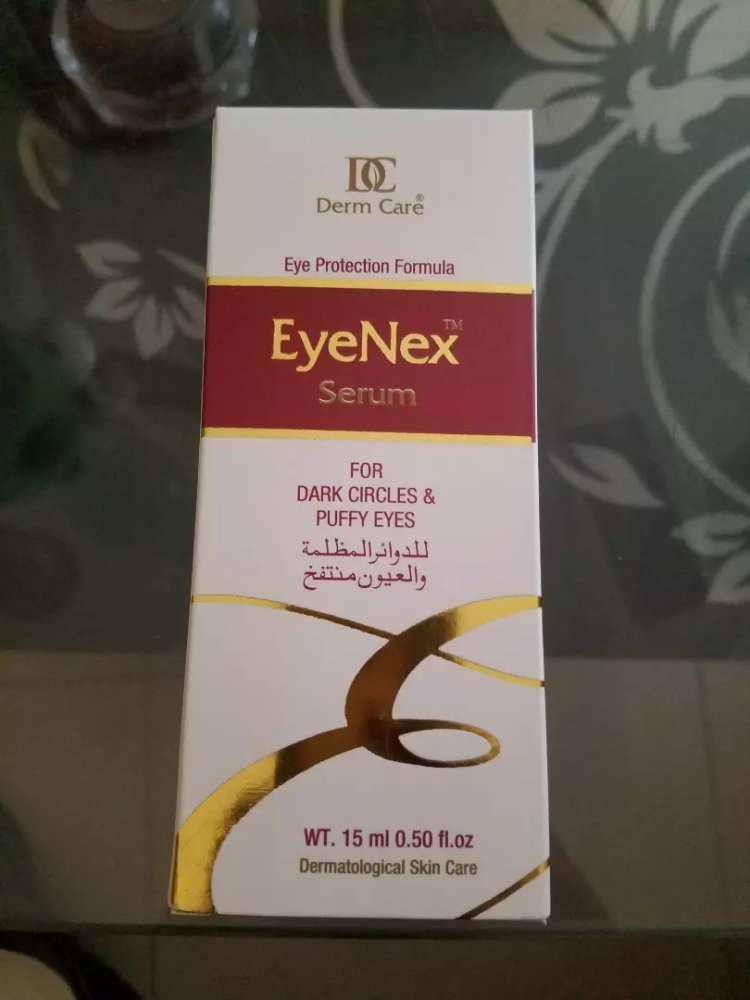 DC
Derm Care®
Eye Protection Formula
EyeNex™
Serum
FOR
DARK CIRCLES &
PUFFY EYES
للدوائرالمظلمة
والعيون منتفخ
WT. 15 ml 0.50 fl.oz
Dermatological Skin Care